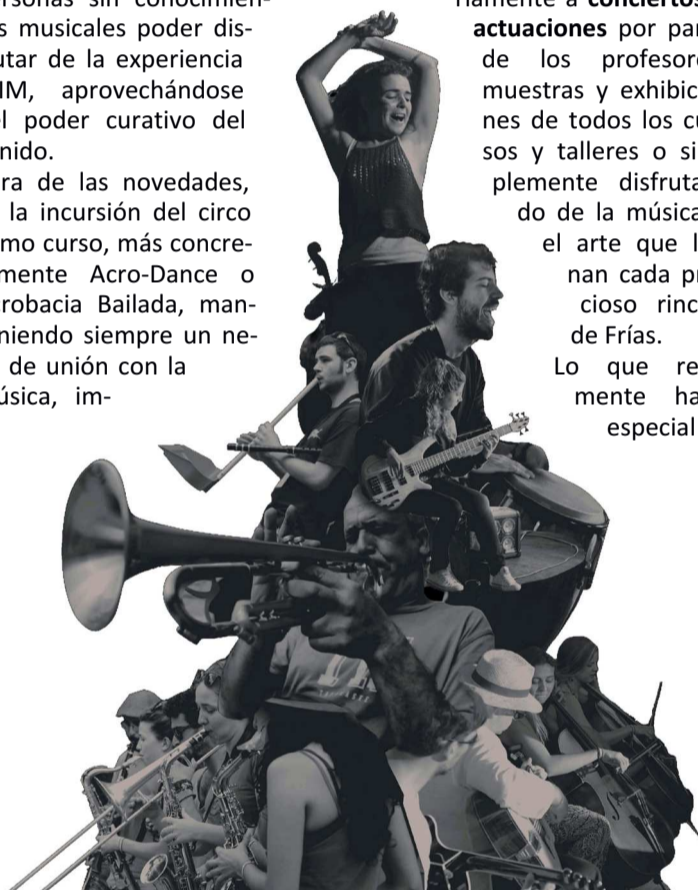 s musicales poder dis-
utar de la experiencia
IM, aprovechándose
el poder curativo del
nido.
ra de las novedades,
la incursión del circo
mo curso, más concre-
mente Acro-Dance o
crobacia Bailada, man-
niendo siempre un ne-
de unión con la
úsica, im-
riamente a conciertos
actuaciones por par
de los profesor
muestras y exhibic
nes de todos los cu
sos y talleres o si
plemente disfruta
do de la música
el arte que l
nan cada pr
cioso rinc
de Frías.
Lo que re
mente ha
especial